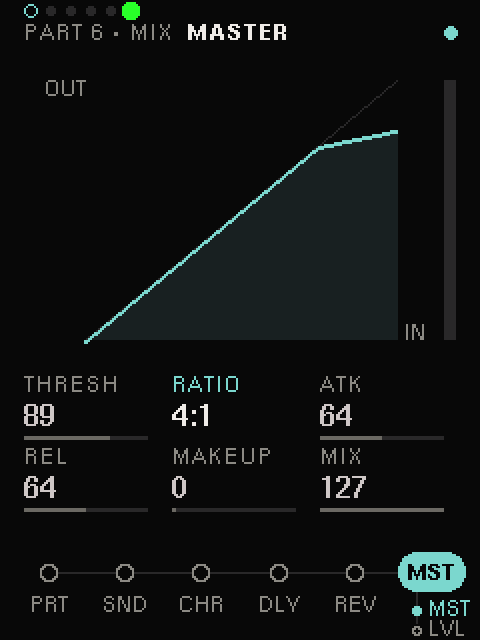 PART 6 · MIX MASTER
OUT
IN
THRESH RATIO ATK
89 4:1 64
REL MAKEUP MIX
64 0 127
MST
PRT SND CHR DLY REV
MST
LVL